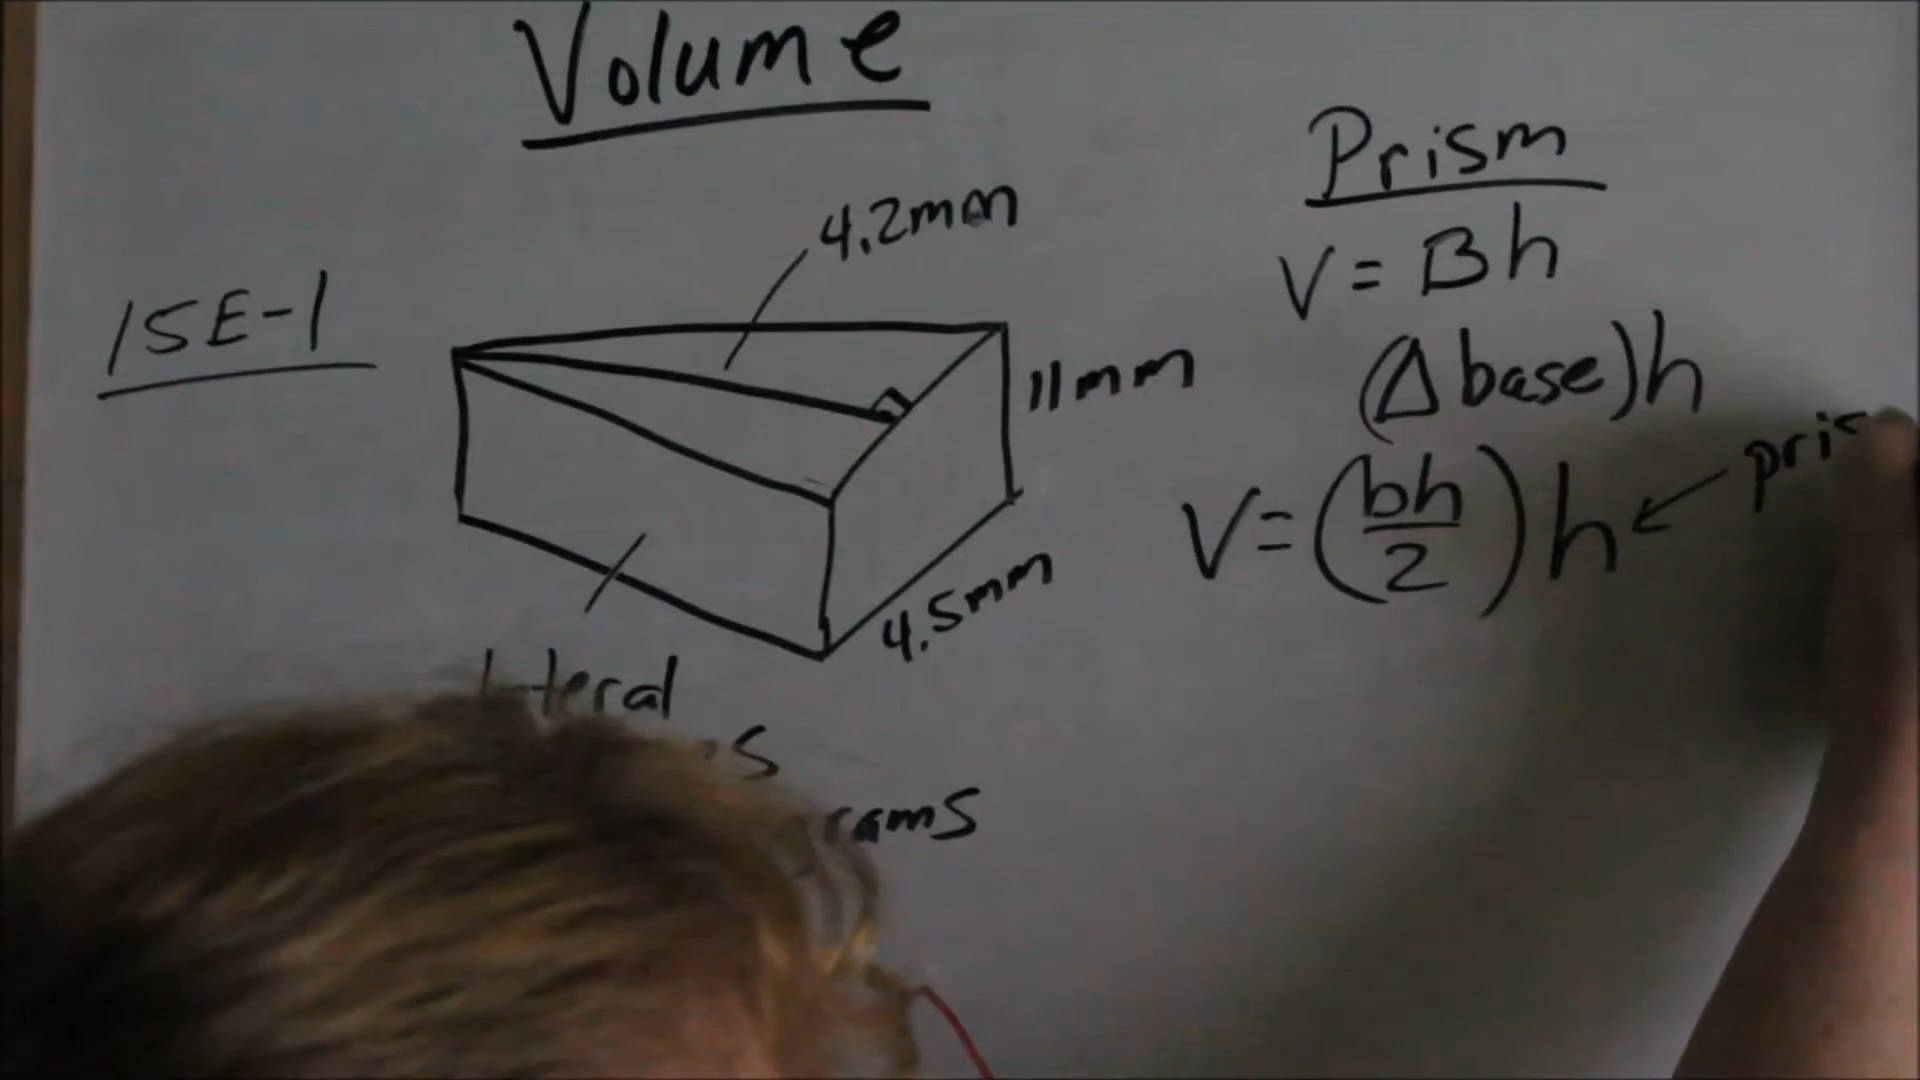 Volume
15E-1
4.2mm
11mm
4.5mm
Prism
V = Bh
(Δ base)h
V = (bh/2)h ←